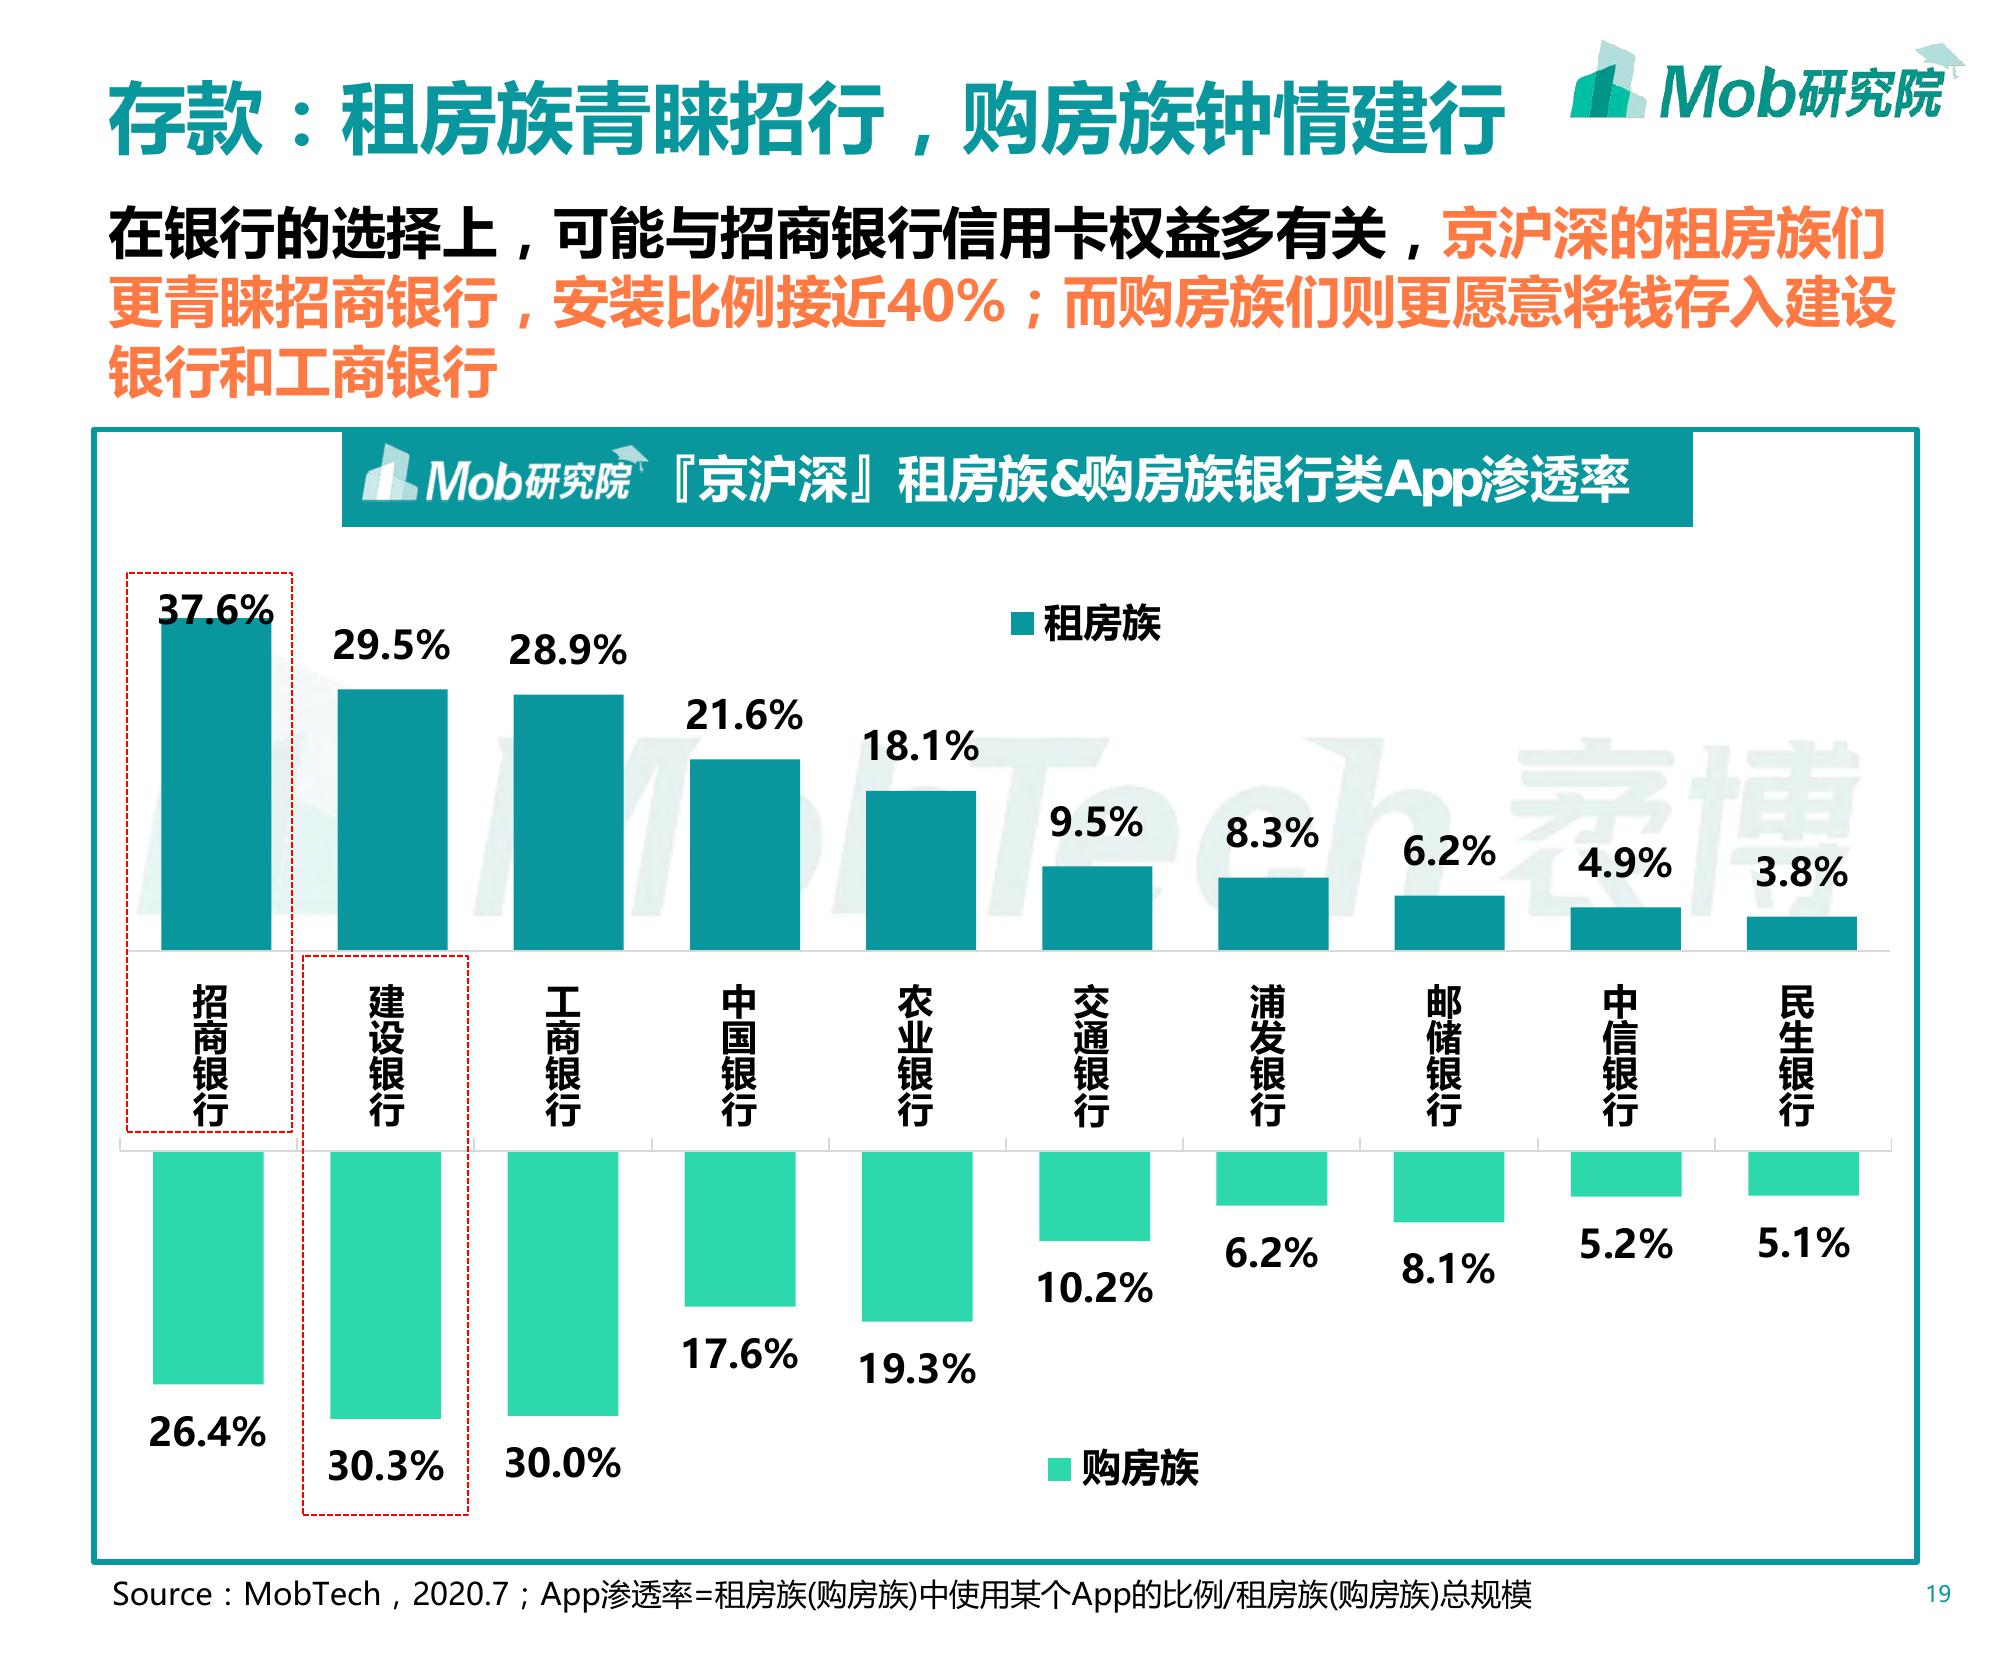 Mob研究院
存款：租房族青睐招行，购房族钟情建行
在银行的选择上，可能与招商银行信用卡权益多有关，京沪深的租房族们
更青睐招商银行，安装比例接近40%；而购房族们则更愿意将钱存入建设
银行和工商银行
Mob研究院『京沪深』租房族&购房族银行类App渗透率
租房族
37.6%
29.5%
28.9%
21.6%
18.1%
9.5%
8.3%
6.2%
4.9%
3.8%
MobTech袤博
招商银行
建设银行
工商银行
中国银行
农业银行
交通银行
浦发银行
邮储银行
中信银行
民生银行
26.4%
30.3%
30.0%
17.6%
19.3%
10.2%
6.2%
8.1%
5.2%
5.1%
购房族
Source：MobTech，2020.7；App渗透率=租房族(购房族)中使用某个App的比例/租房族(购房族)总规模
19